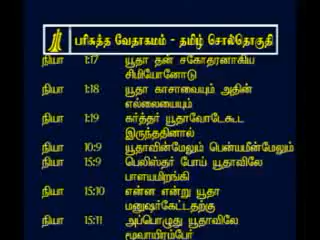 பரிசுத்த வேதாகமம் - தமிழ் சொல்தொகுதி
நியா 1:17 யூதா தன் சகோதரனாகிய
சிமியோனோடு
நியா 1:18 யூதா காசாவையும் அதின்
எல்லையையும்
நியா 1:19 கர்த்தர் யூதாவோடேகூட
இருந்ததினால்
நியா 10:9 யூதாவின்மேலும் பென்யமீன்மேலும்
நியா 15:9 பெலிஸ்தர் போய் யூதாவிலே
பாளயமிறங்கி
நியா 15:10 என்ன என்று யூதா
மனுஷர்கேட்டதற்கு
நியா 15:11 அப்பொழுது யூதாவிலே
மூவாயிரம்பேர்